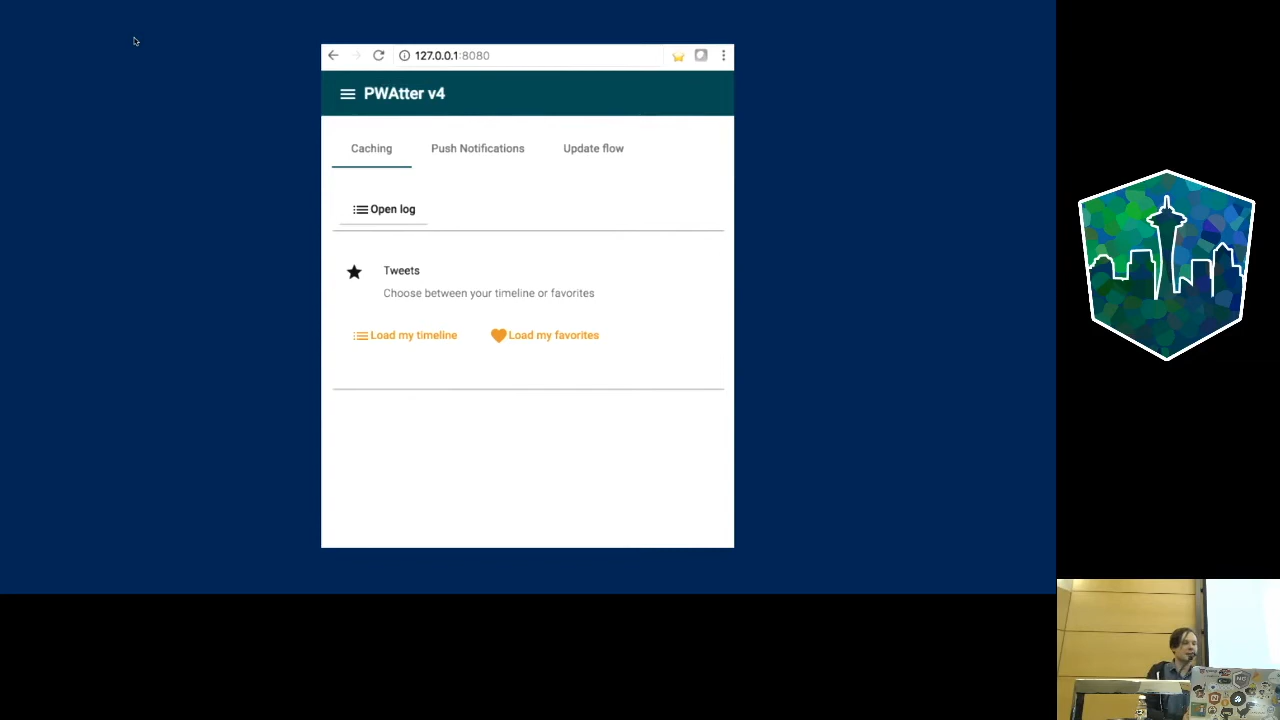 127.0.0.1:8080
PWAtter v4
Caching Push Notifications Update flow
Open log
Tweets
Choose between your timeline or favorites
Load my timeline Load my favorites